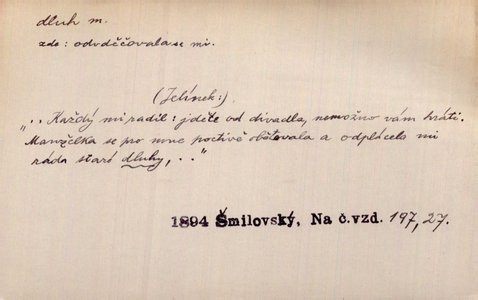 dluh m.
zde: odvděčovala se mi.
(Jelínek:)
"..Každý mi radil: jděte od divadla, nemožno vám hráti.
Manželka se pro mne poctivě obětovala a odplácela mi
ráda staré dluhy, .."
1894 Šmilovský, Na č.vzd. 197, 27.